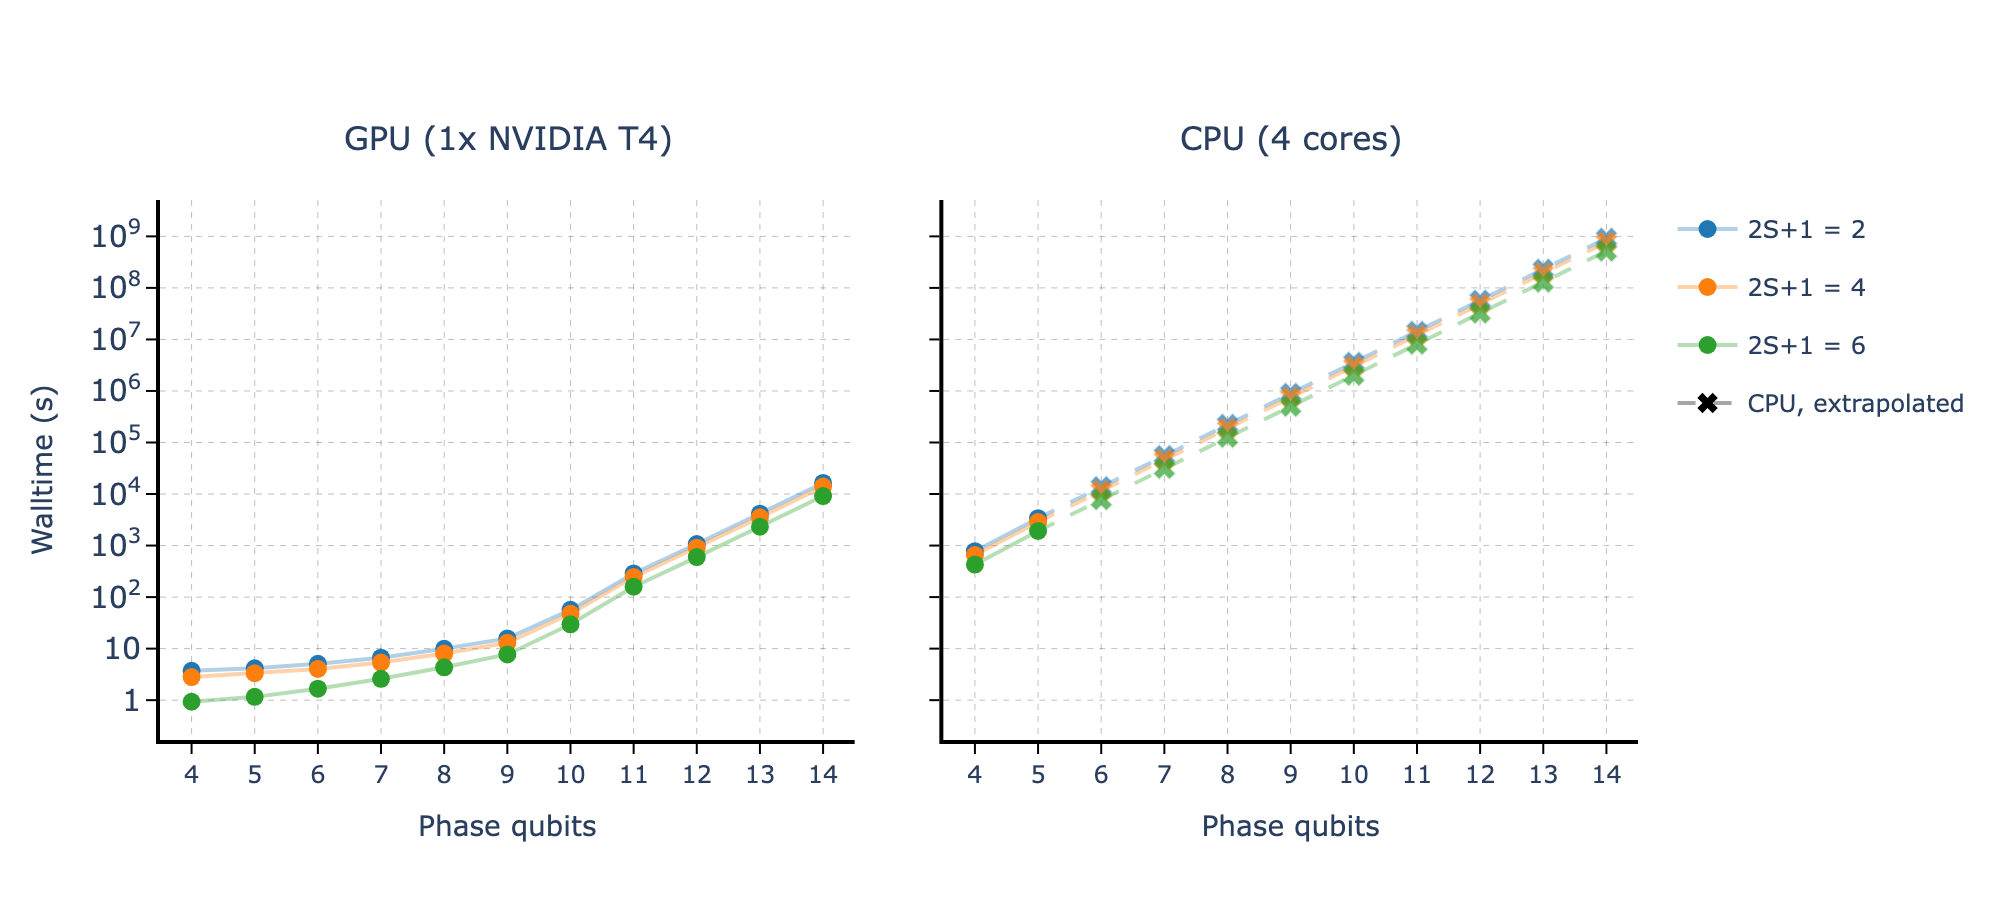 GPU (1x NVIDIA T4)
CPU (4 cores)
Walltime (s)
10⁹
10⁸
10⁷
10⁶
10⁵
10⁴
10³
10²
10
1
4 5 6 7 8 9 10 11 12 13 14
4 5 6 7 8 9 10 11 12 13 14
Phase qubits
Phase qubits
2S+1 = 2
2S+1 = 4
2S+1 = 6
CPU, extrapolated